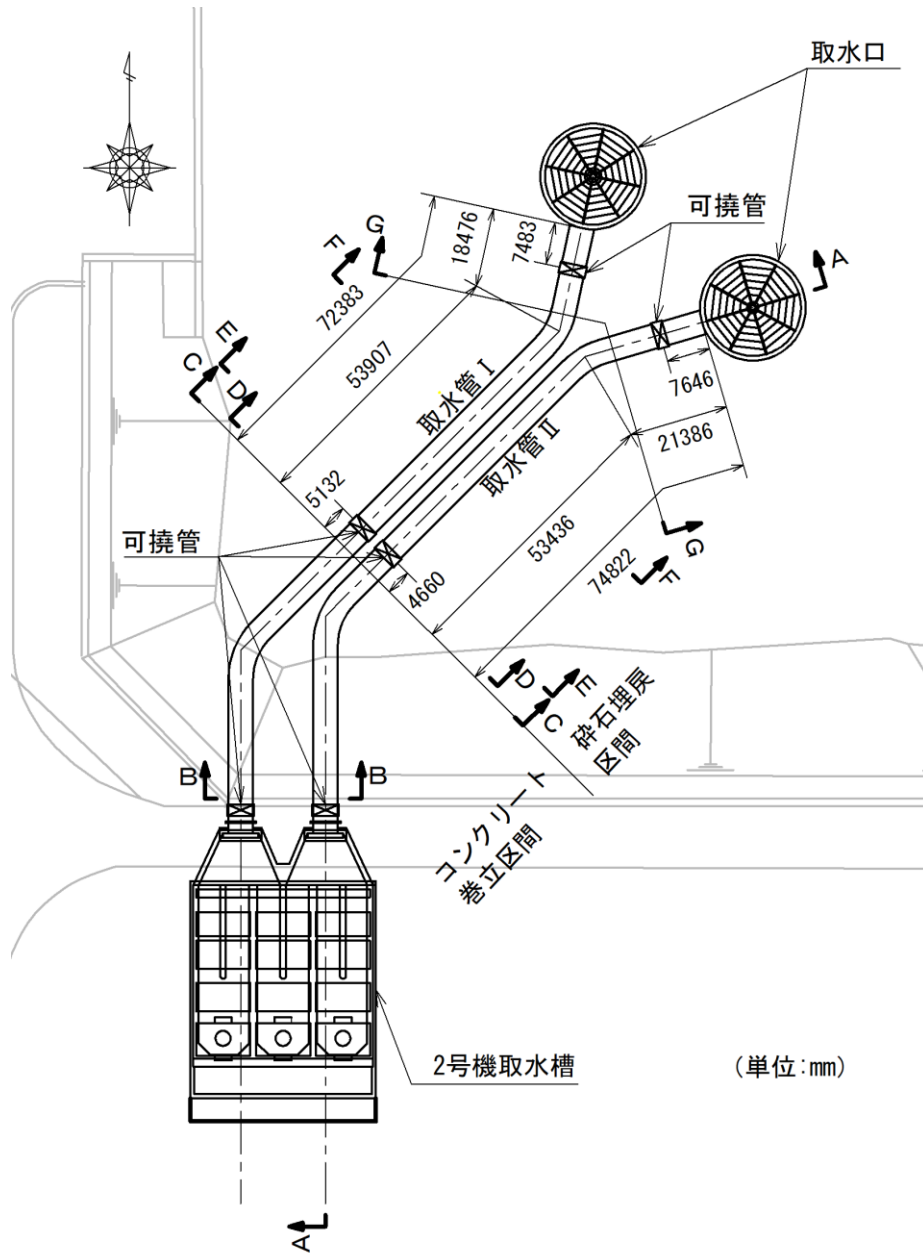 取水口
可撓管
G
F
A
18476
7483
72383
53907
E
C
D
取水管Ⅰ
取水管Ⅱ
7646
21386
5132
可撓管
4660
53436
74822
G
F
D
E
C
砕石埋戻
区間
コンクリート
巻立区間
B
B
2号機取水槽
(単位:㎜)
A